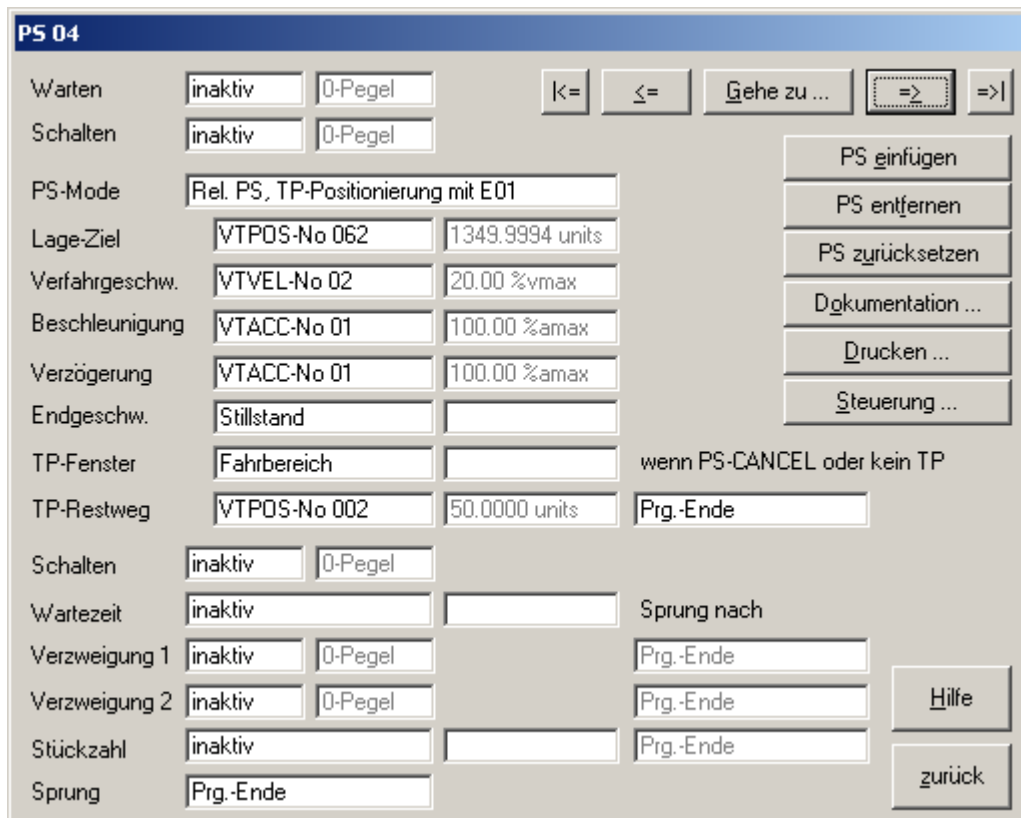 PS 04
Warten inaktiv 0-Pegel |<= <= Gehe zu ... => =>|
Schalten inaktiv 0-Pegel
PS einfügen
PS-Mode Rel. PS, TP-Positionierung mit E01
PS entfernen
Lage-Ziel VTPOS-No 062 1349.9994 units
PS zurücksetzen
Verfahrgeschw. VTVEL-No 02 20.00 %vmax
Dokumentation ...
Beschleunigung VTACC-No 01 100.00 %amax
Drucken ...
Verzögerung VTACC-No 01 100.00 %amax
Steuerung ...
Endgeschw. Stillstand
TP-Fenster Fahrbereich wenn PS-CANCEL oder kein TP
TP-Restweg VTPOS-No 002 50.0000 units Prg.-Ende
Schalten inaktiv 0-Pegel
Wartezeit inaktiv Sprung nach
Verzweigung 1 inaktiv 0-Pegel Prg.-Ende
Verzweigung 2 inaktiv 0-Pegel Prg.-Ende
Hilfe
Stückzahl inaktiv Prg.-Ende
zurück
Sprung Prg.-Ende